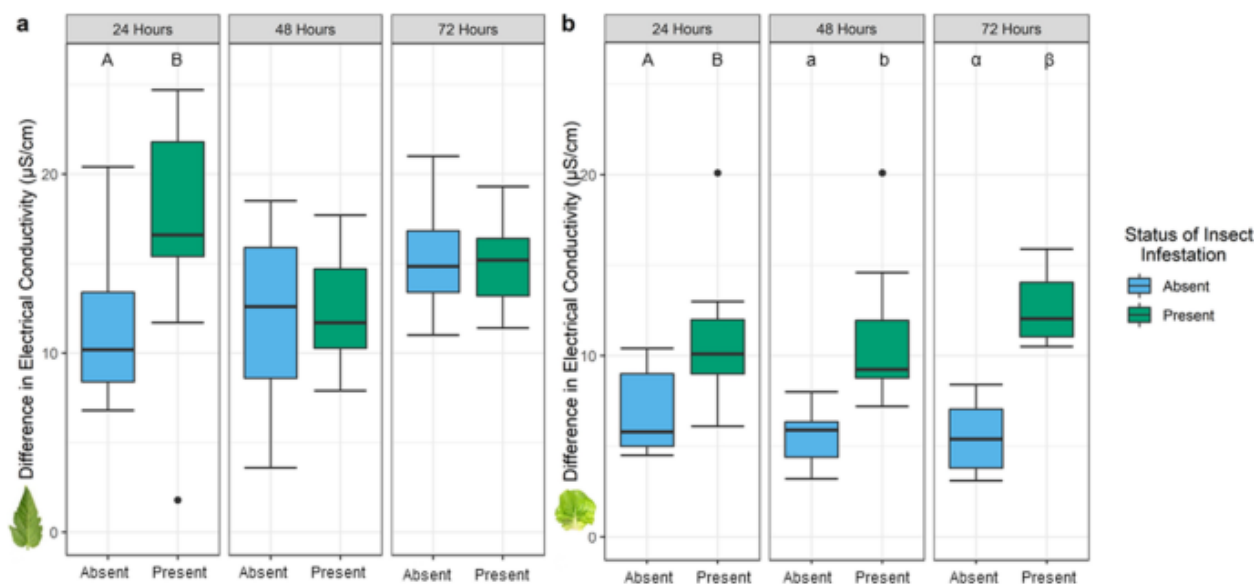 a
24 Hours
48 Hours
72 Hours
A
B
Difference in Electrical Conductivity (µS/cm)
20
10
0
Absent
Present
Absent
Present
Absent
Present
b
24 Hours
48 Hours
72 Hours
A
B
a
b
α
β
Difference in Electrical Conductivity (µS/cm)
20
10
0
Absent
Present
Absent
Present
Absent
Present
Status of Insect
Infestation
Absent
Present